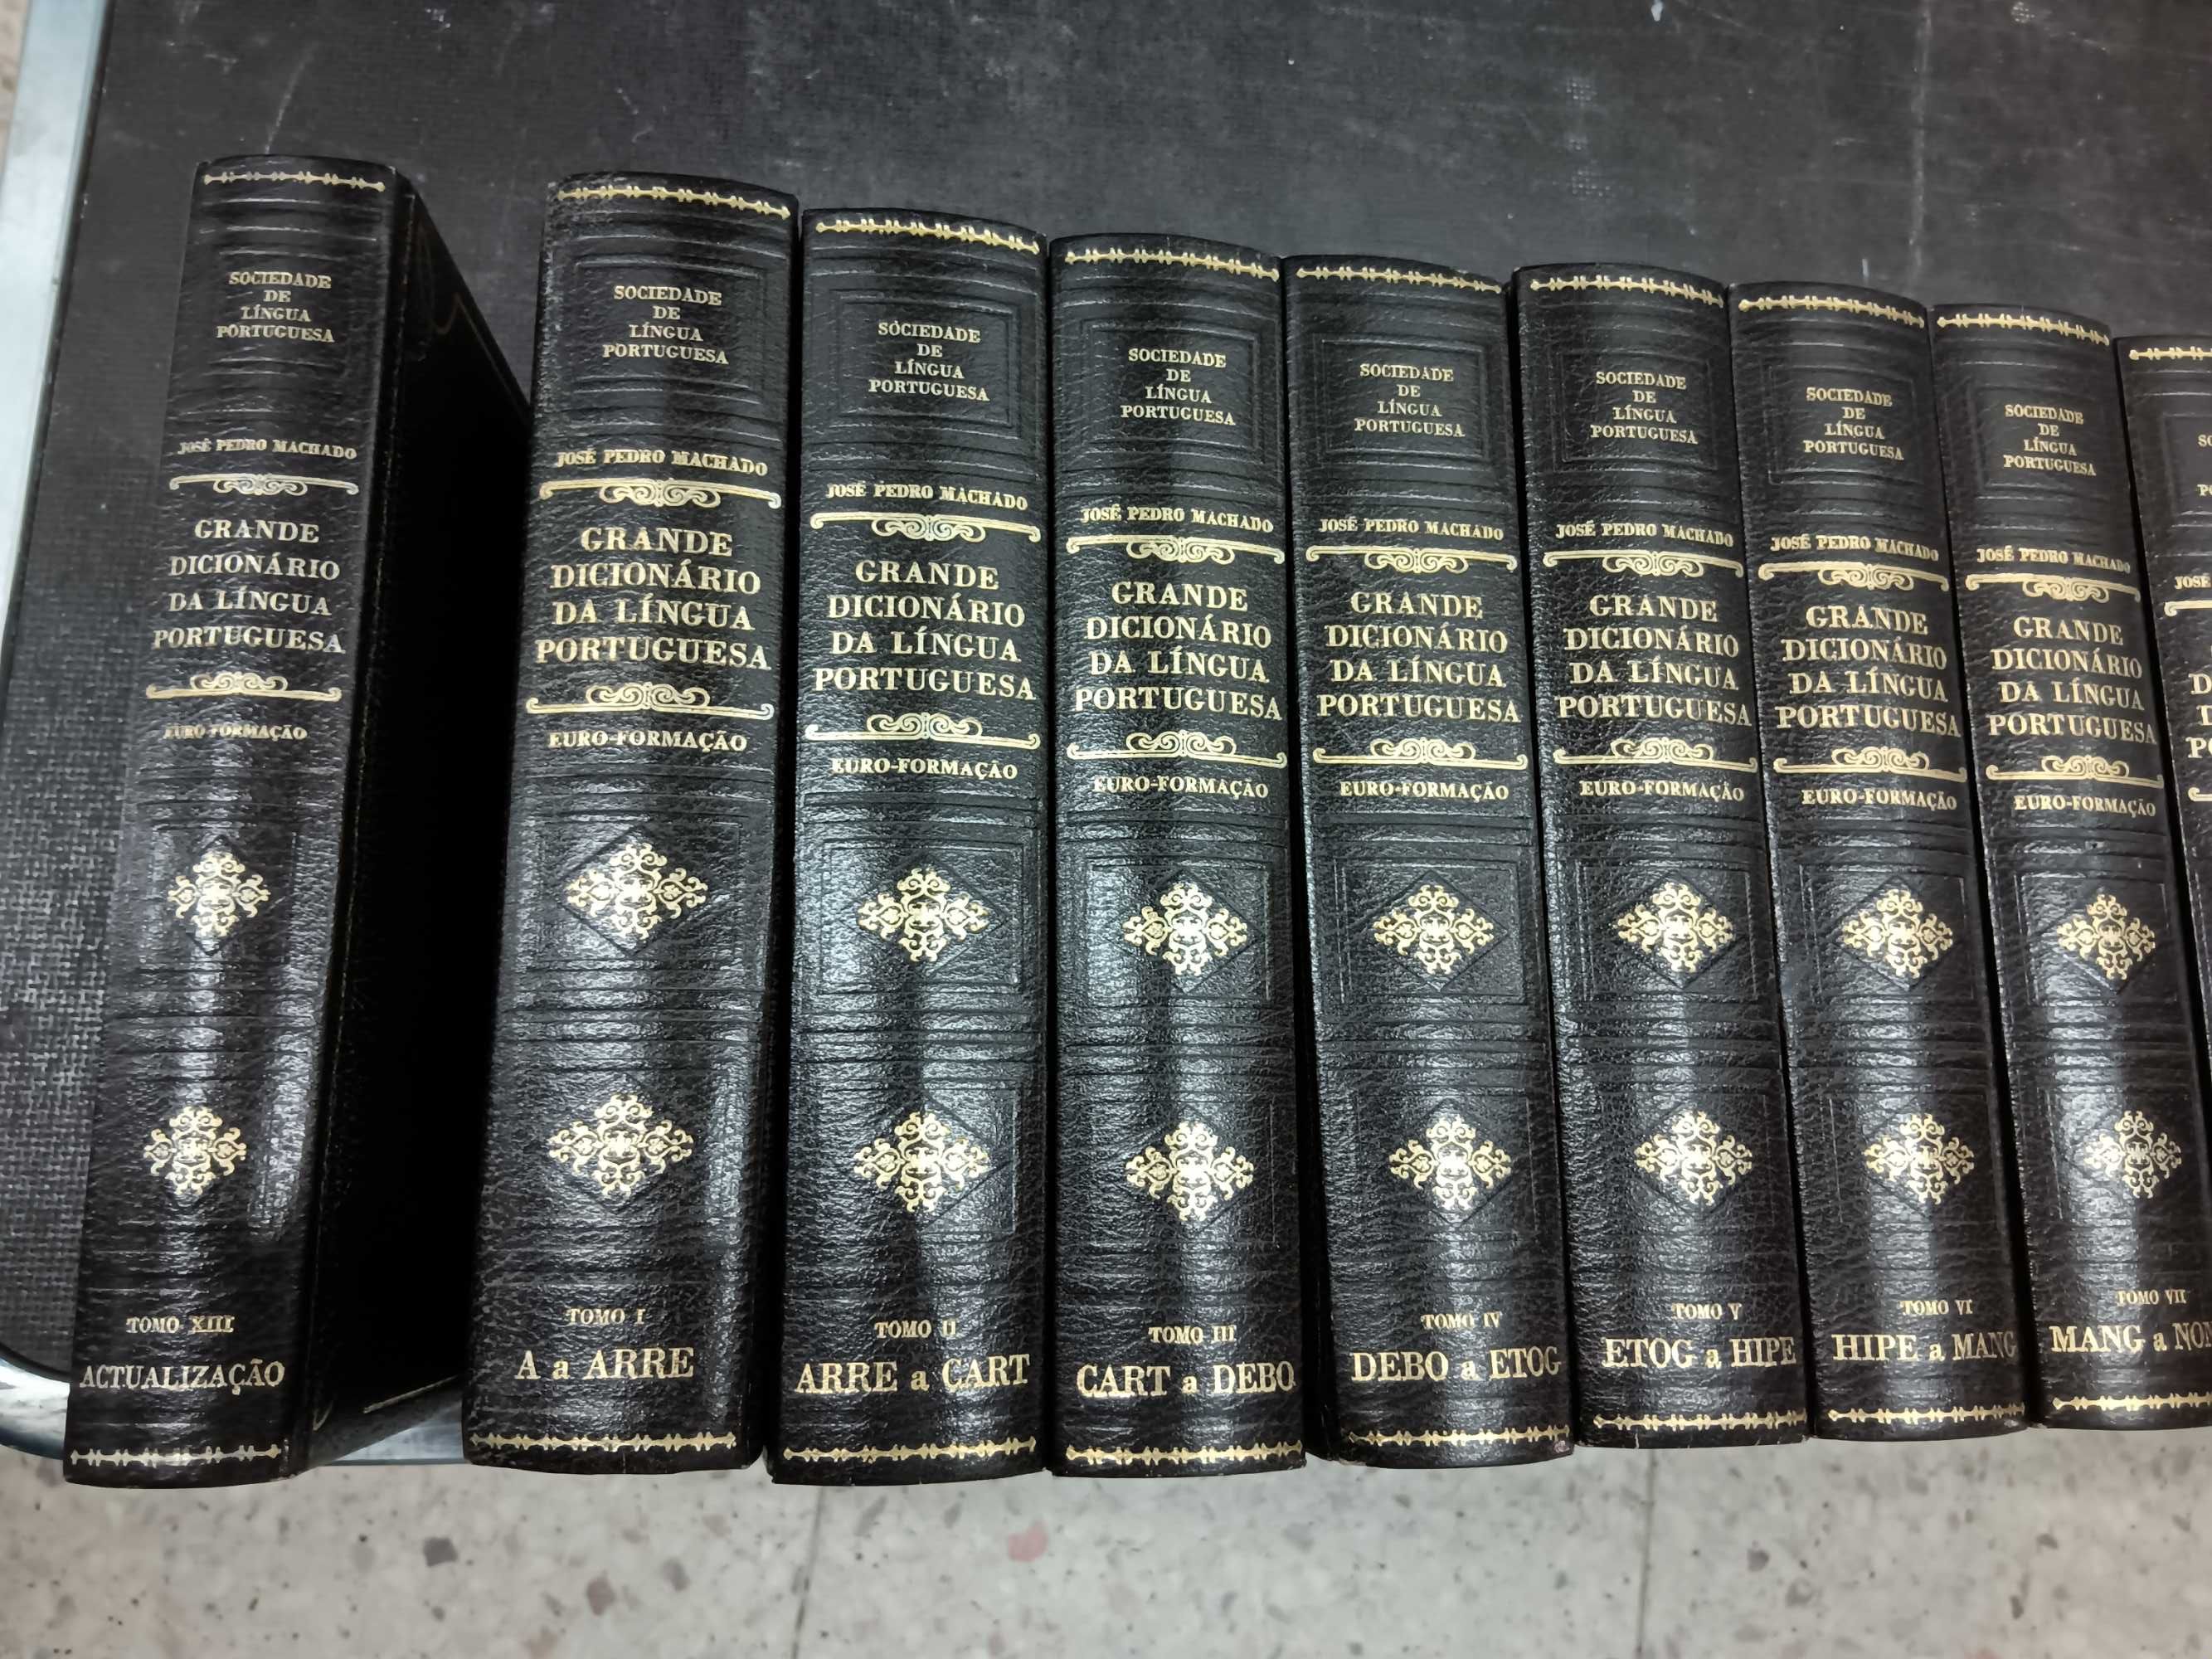 SOCIEDADE
DE
LÍNGUA
PORTUGUESA
JOSÉ PEDRO MACHADO
GRANDE
DICIONÁRIO
DA LÍNGUA
PORTUGUESA
EURO-FORMAÇÃO
TOMO XIII
ACTUALIZAÇÃO
SOCIEDADE
DE
LÍNGUA
PORTUGUESA
JOSÉ PEDRO MACHADO
GRANDE
DICIONÁRIO
DA LÍNGUA
PORTUGUESA
EURO-FORMAÇÃO
TOMO I
A a ARRE
SOCIEDADE
DE
LÍNGUA
PORTUGUESA
JOSÉ PEDRO MACHADO
GRANDE
DICIONÁRIO
DA LÍNGUA
PORTUGUESA
EURO-FORMAÇÃO
TOMO II
ARRE a CART
SOCIEDADE
DE
LÍNGUA
PORTUGUESA
JOSÉ PEDRO MACHADO
GRANDE
DICIONÁRIO
DA LÍNGUA
PORTUGUESA
EURO-FORMAÇÃO
TOMO III
CART a DEBO
SOCIEDADE
DE
LÍNGUA
PORTUGUESA
JOSÉ PEDRO MACHADO
GRANDE
DICIONÁRIO
DA LÍNGUA
PORTUGUESA
EURO-FORMAÇÃO
TOMO IV
DEBO a ETOG
SOCIEDADE
DE
LÍNGUA
PORTUGUESA
JOSÉ PEDRO MACHADO
GRANDE
DICIONÁRIO
DA LÍNGUA
PORTUGUESA
EURO-FORMAÇÃO
TOMO V
ETOG a HIPE
SOCIEDADE
DE
LÍNGUA
PORTUGUESA
JOSÉ PEDRO MACHADO
GRANDE
DICIONÁRIO
DA LÍNGUA
PORTUGUESA
EURO-FORMAÇÃO
TOMO VI
HIPE a MANG
SOCIEDADE
DE
LÍNGUA
PORTUGUESA
JOSÉ PEDRO MACHADO
GRANDE
DICIONÁRIO
DA LÍNGUA
PORTUGUESA
EURO-FORMAÇÃO
TOMO VII
MANG a
JOSÉ